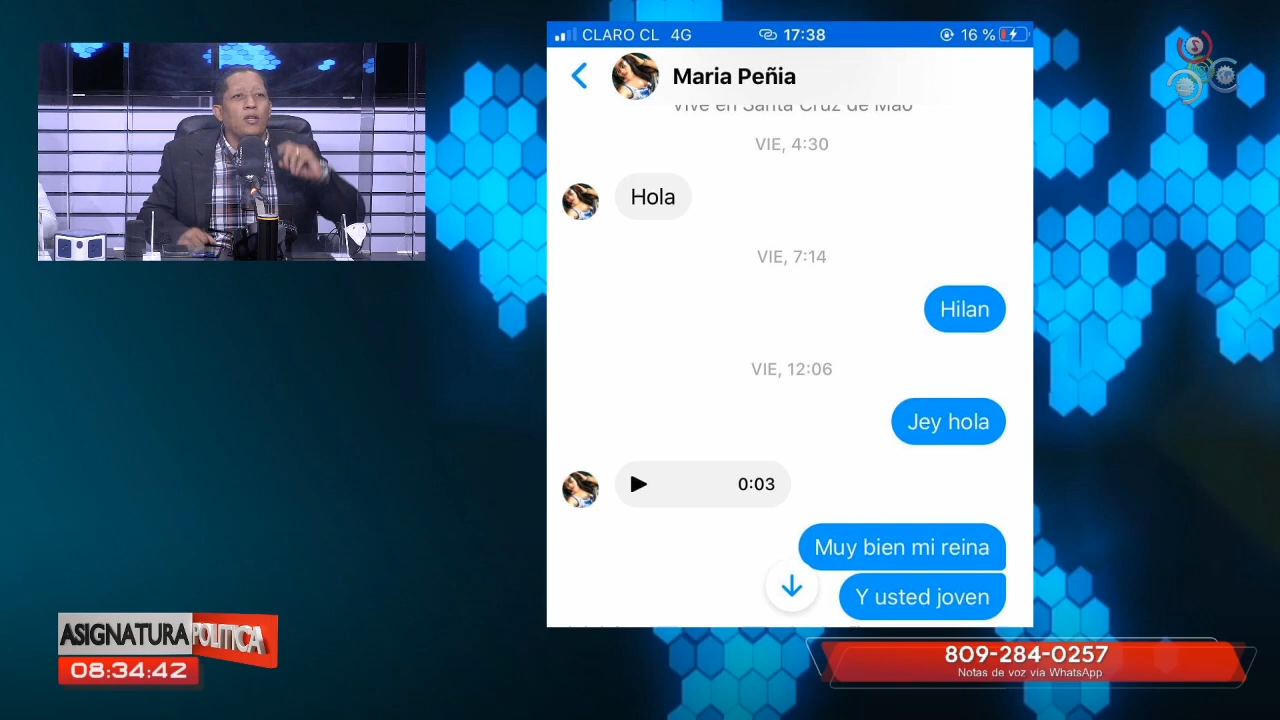 CLARO CL 4G 17:38 16 %
Maria Peñia
Vive en Santa Cruz de Mao
VIE, 4:30
Hola
VIE, 7:14
Hilan
VIE, 12:06
Jey hola
0:03
Muy bien mi reina
Y usted joven
ASIGNATURA POLITICA
08:34:42
809-284-0257
Notas de voz vía WhatsApp